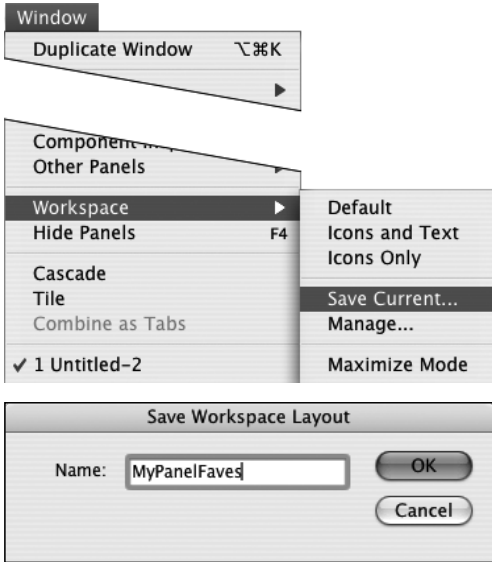 Window
Duplicate Window ⌥⌘K
Component
Other Panels
Workspace
Hide Panels F4
Cascade
Tile
Combine as Tabs
✓ 1 Untitled-2
Default
Icons and Text
Icons Only
Save Current...
Manage...
Maximize Mode
Save Workspace Layout
Name: MyPanelFaves
OK
Cancel